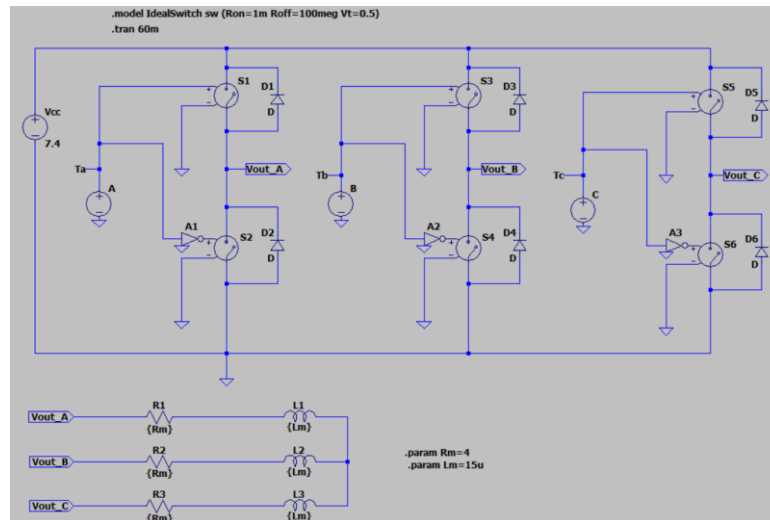 .model IdealSwitch sw (Ron=1m Roff=100meg Vt=0.5)
.tran 60m
S1
D1
D
S3
D3
D
S5
D5
D
Vcc
7.4
Ta
A
Vout_A
Tb
B
Vout_B
Tc
C
Vout_C
A1
S2
D2
D
A2
S4
D4
D
A3
S6
D6
D
Vout_A
R1
{Rm}
L1
{Lm}
Vout_B
R2
{Rm}
L2
{Lm}
.param Rm=4
.param Lm=15u
Vout_C
R3
{Rm}
L3
{Lm}